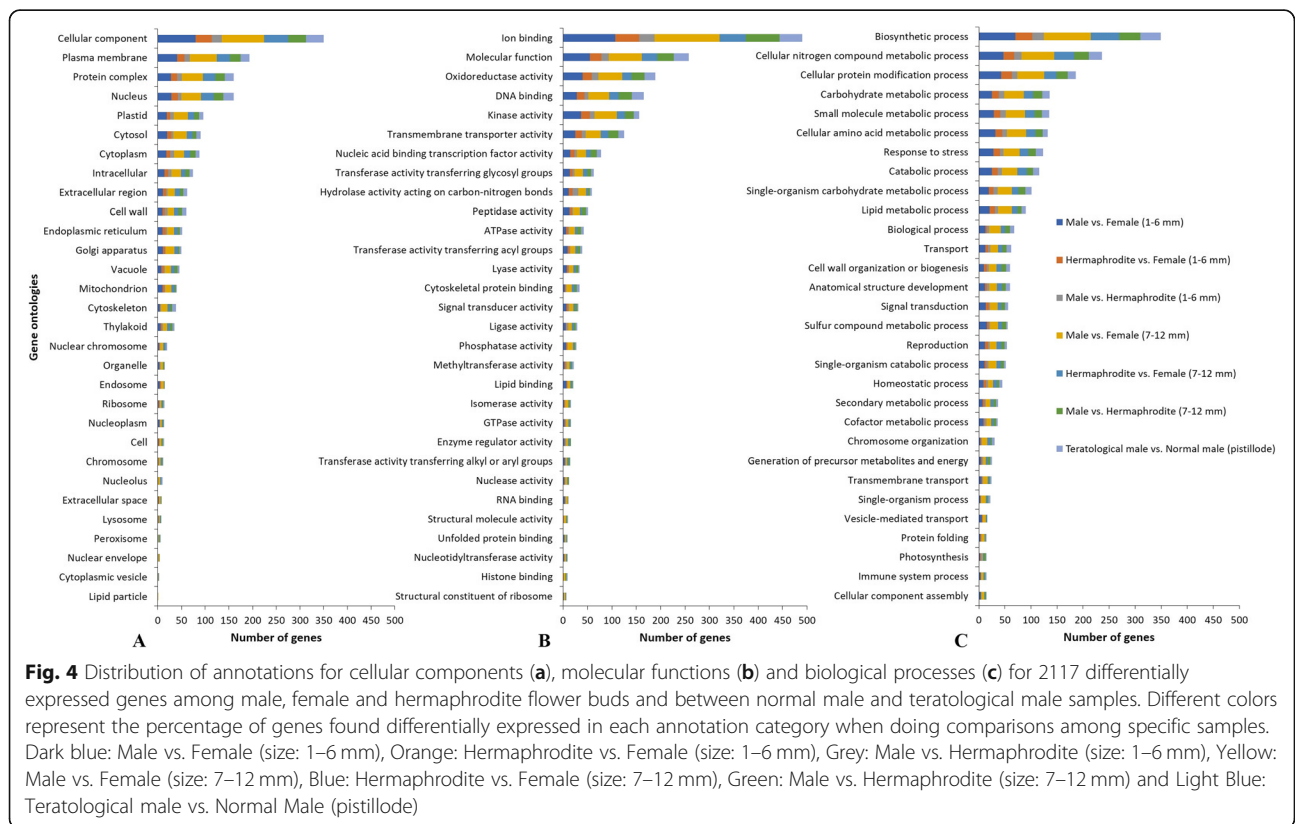 Gene ontologies
Cellular component
Plasma membrane
Protein complex
Nucleus
Plastid
Cytosol
Cytoplasm
Intracellular
Extracellular region
Cell wall
Endoplasmic reticulum
Golgi apparatus
Vacuole
Mitochondrion
Cytoskeleton
Thylakoid
Nuclear chromosome
Organelle
Endosome
Ribosome
Nucleoplasm
Cell
Chromosome
Nucleolus
Extracellular space
Lysosome
Peroxisome
Nuclear envelope
Cytoplasmic vesicle
Lipid particle
0 50 100 150 200 250 300 350 400 450 500
A Number of genes
Ion binding
Molecular function
Oxidoreductase activity
DNA binding
Kinase activity
Transmembrane transporter activity
Nucleic acid binding transcription factor activity
Transferase activity transferring glycosyl groups
Hydrolase activity acting on carbon-nitrogen bonds
Peptidase activity
ATPase activity
Transferase activity transferring acyl groups
Lyase activity
Cytoskeletal protein binding
Signal transducer activity
Ligase activity
Phosphatase activity
Methyltransferase activity
Lipid binding
Isomerase activity
GTPase activity
Enzyme regulator activity
Transferase activity transferring alkyl or aryl groups
Nuclease activity
RNA binding
Structural molecule activity
Unfolded protein binding
Nucleotidyltransferase activity
Histone binding
Structural constituent of ribosome
0 50 100 150 200 250 300 350 400 450 500
B Number of genes
Biosynthetic process
Cellular nitrogen compound metabolic process
Cellular protein modification process
Carbohydrate metabolic process
Small molecule metabolic process
Cellular amino acid metabolic process
Response to stress
Catabolic process
Single-organism carbohydrate metabolic process
Lipid metabolic process
Biological process
Transport
Cell wall organization or biogenesis
Anatomical structure development
Signal transduction
Sulfur compound metabolic process
Reproduction
Single-organism catabolic process
Homeostatic process
Secondary metabolic process
Cofactor metabolic process
Chromosome organization
Generation of precursor metabolites and energy
Transmembrane transport
Single-organism process
Vesicle-mediated transport
Protein folding
Photosynthesis
Immune system process
Cellular component assembly
0 50 100 150 200 250 300 350 400 450 500
C Number of genes
Male vs. Female (1-6 mm)
Hermaphrodite vs. Female (1-6 mm)
Male vs. Hermaphrodite (1-6 mm)
Male vs. Female (7-12 mm)
Hermaphrodite vs. Female (7-12 mm)
Male vs. Hermaphrodite (7-12 mm)
Teratological male vs. Normal male (pistillode)
Fig. 4 Distribution of annotations for cellular components (a), molecular functions (b) and biological processes (c) for 2117 differentially
expressed genes among male, female and hermaphrodite flower buds and between normal male and teratological male samples. Different colors
represent the percentage of genes found differentially expressed in each annotation category when doing comparisons among specific samples.
Dark blue: Male vs. Female (size: 1–6 mm), Orange: Hermaphrodite vs. Female (size: 1–6 mm), Grey: Male vs. Hermaphrodite (size: 1–6 mm), Yellow:
Male vs. Female (size: 7–12 mm), Blue: Hermaphrodite vs. Female (size: 7–12 mm), Green: Male vs. Hermaphrodite (size: 7–12 mm) and Light Blue:
Teratological male vs. Normal Male (pistillode)